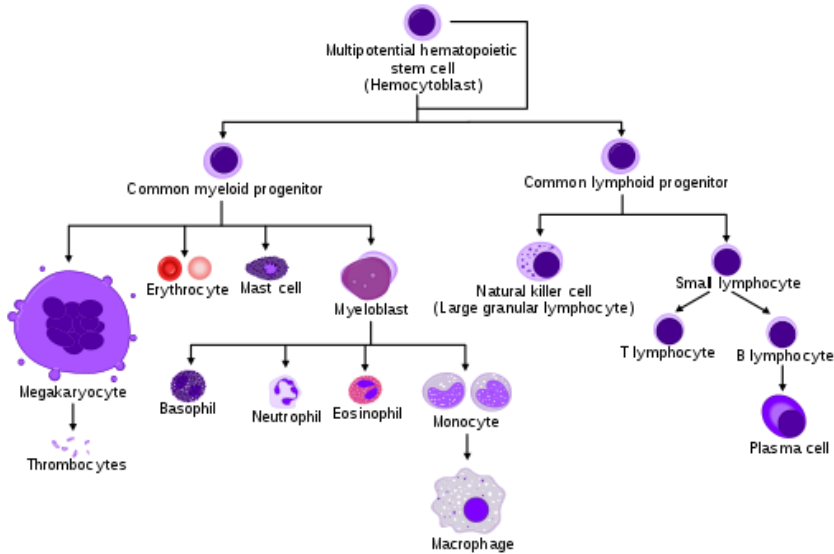 Multipotential hematopoietic
stem cell
(Hemocytoblast)
Common myeloid progenitor
Common lymphoid progenitor
Erythrocyte
Mast cell
Myeloblast
Natural killer cell
(Large granular lymphocyte)
Small lymphocyte
T lymphocyte
B lymphocyte
Megakaryocyte
Basophil
Neutrophil
Eosinophil
Monocyte
Plasma cell
Thrombocytes
Macrophage